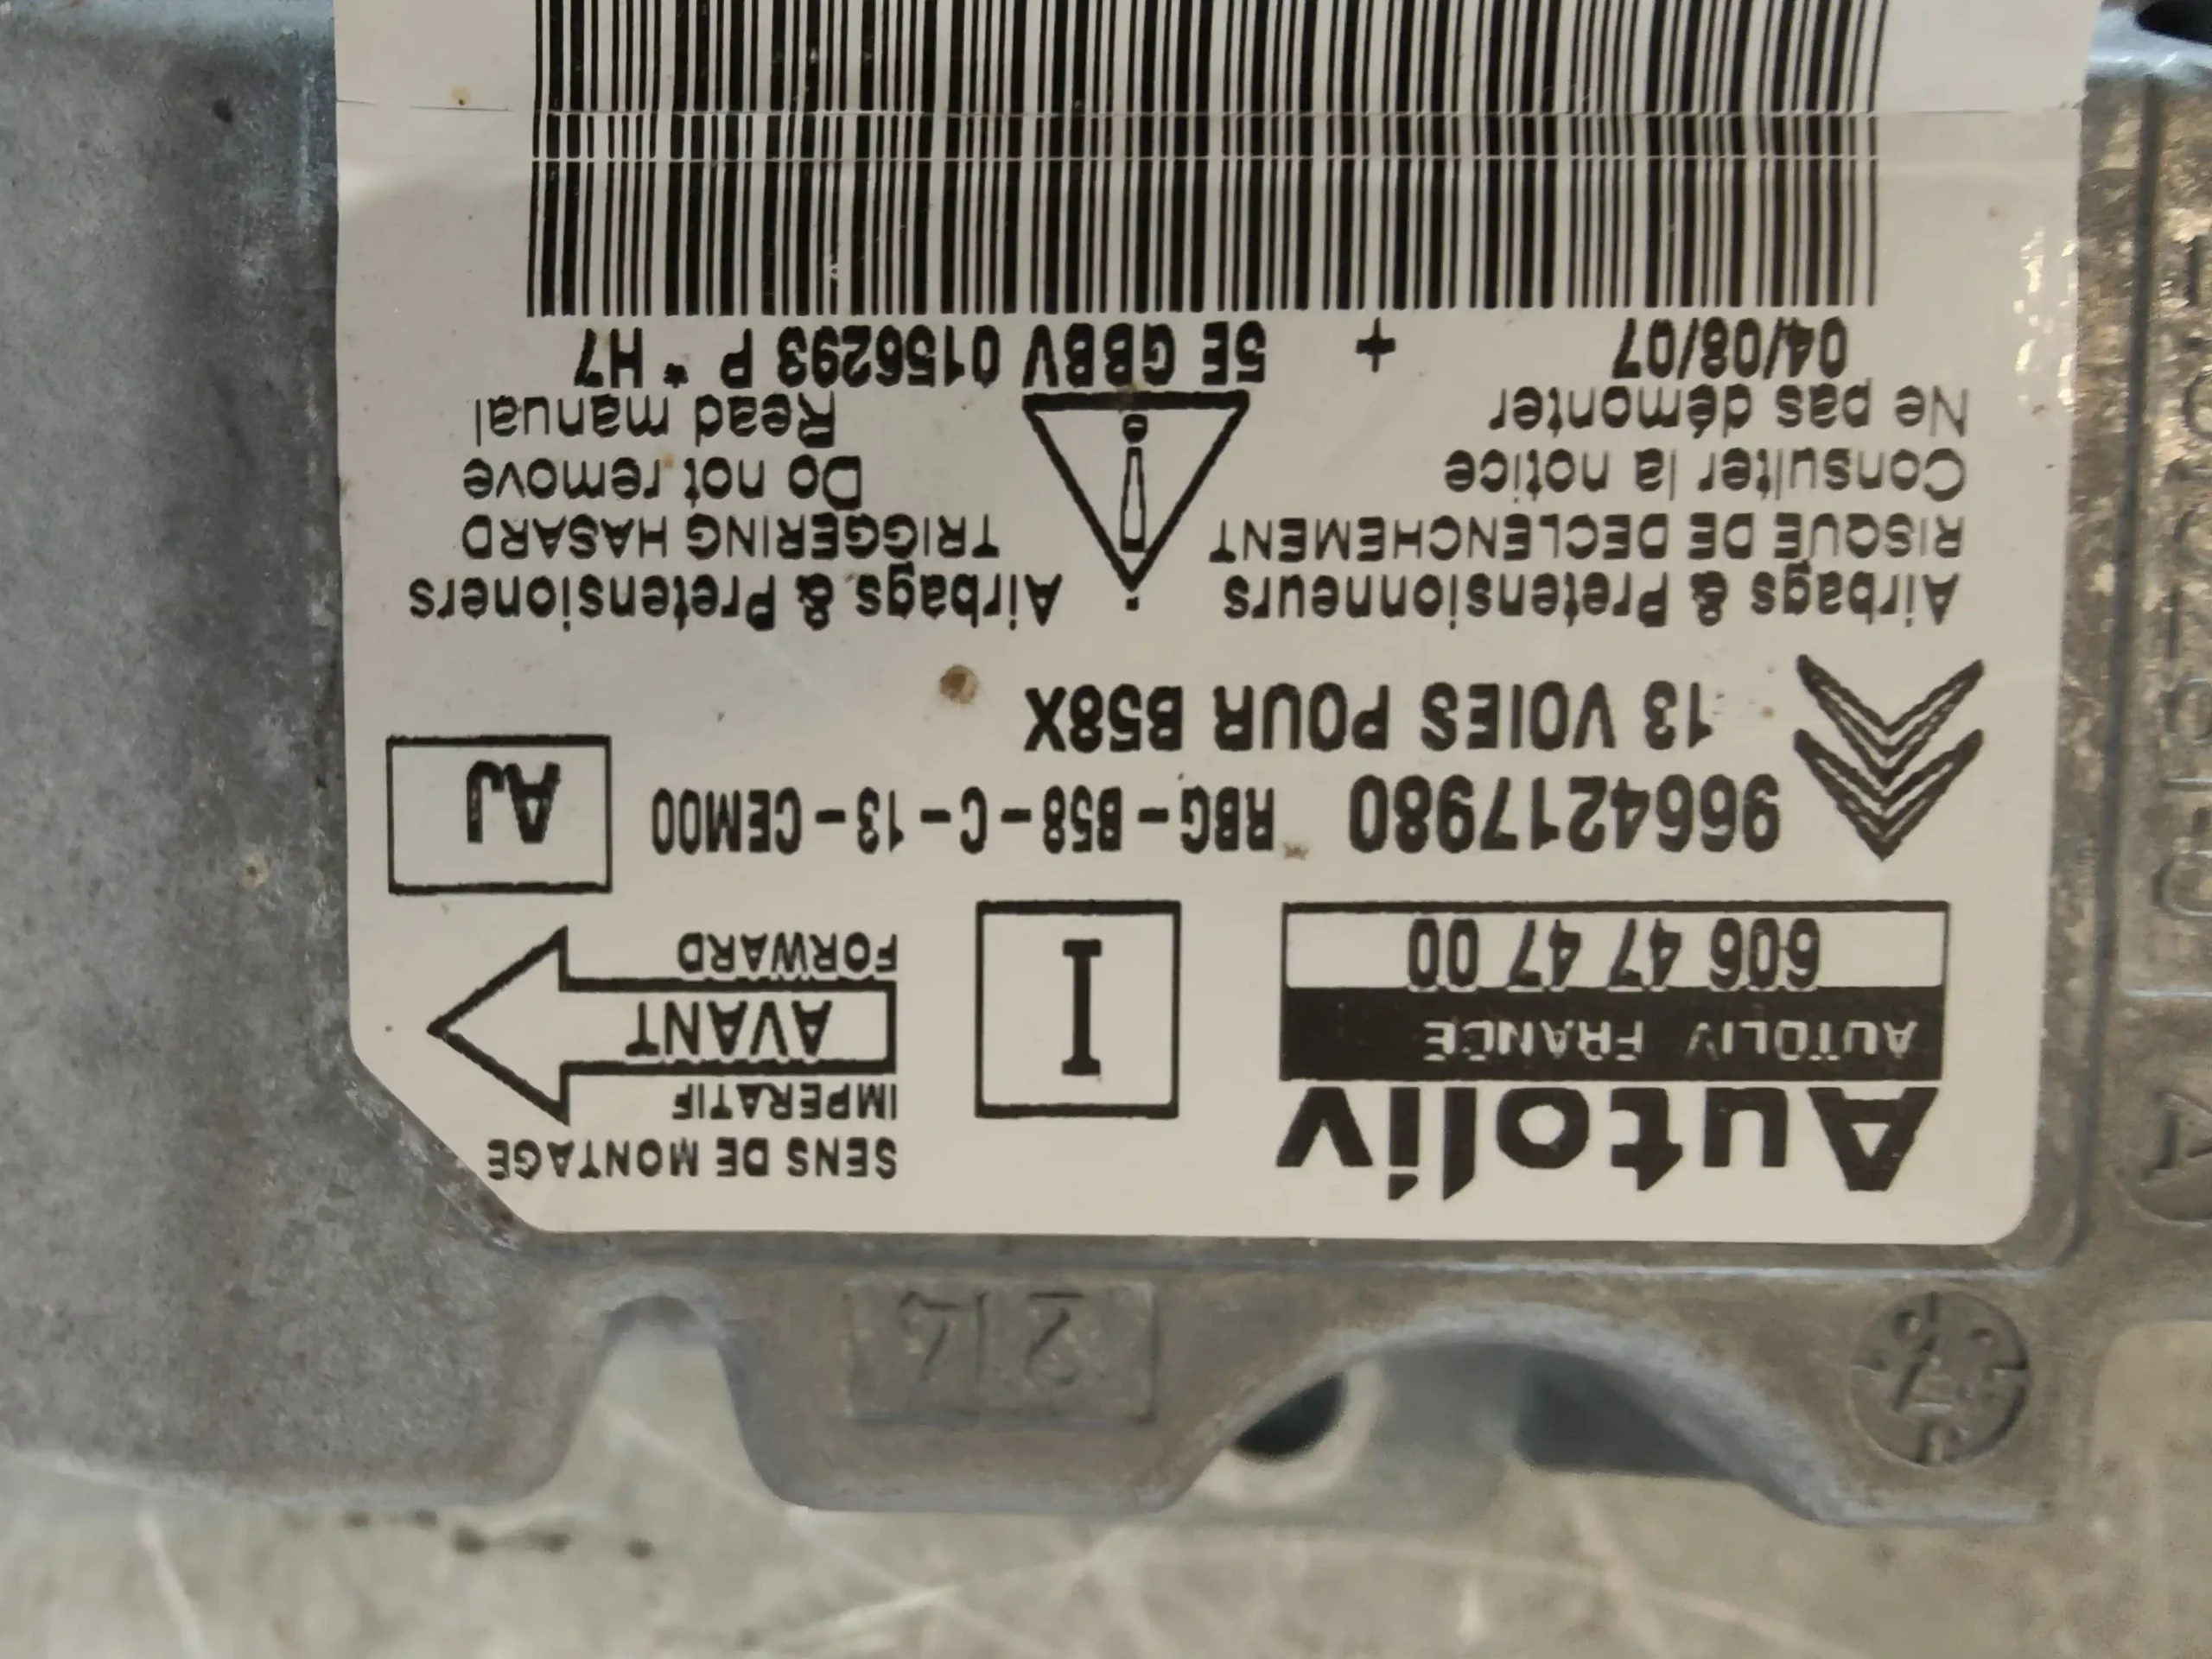 SENS DE MONTAGE
IMPERATIF
AVANT
FORWARD
Autoliv
AUTOLIV FRANCE
606 47 47 00
I
9664217980 RBG-B58-C-13-CEM00
AJ
13 VOIES POUR B58X
Airbags & Pretensionneurs
RISQUE DE DECLENCHEMENT
Consulter la notice
Ne pas démonter
Airbags & Pretensioners
TRIGGERING HASARD
Do not remove
Read manual
04/08/07 + 5E GBBV 0156293 P * H7